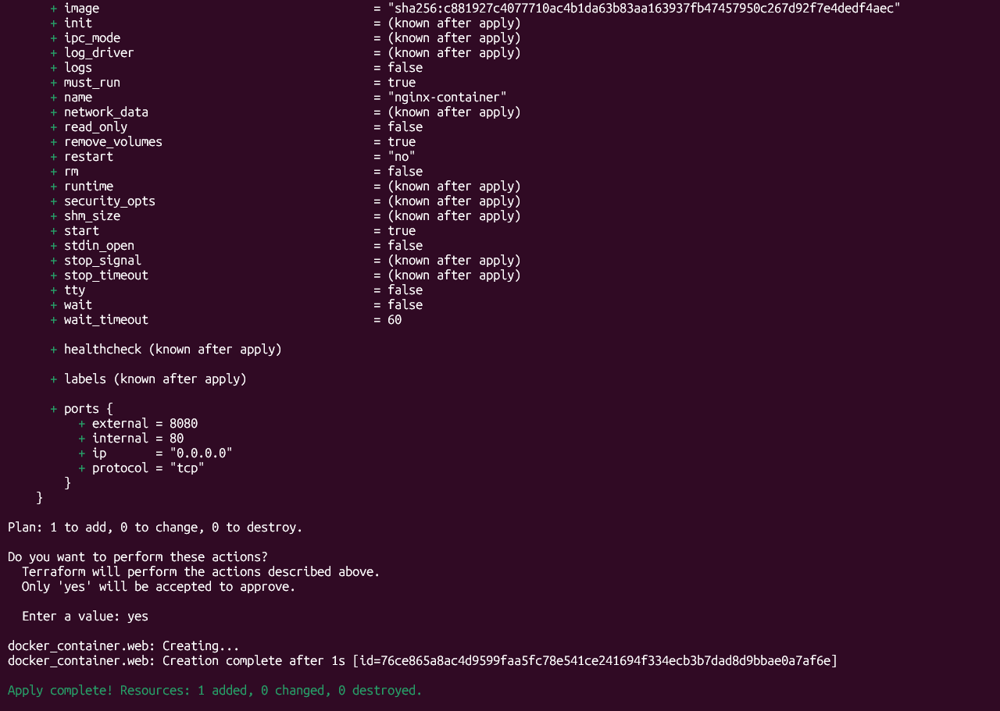 + image = "sha256:c881927c4077710ac4b1da63b83aa163937fb47457950c267d92f7e4dedf4aec"
+ init = (known after apply)
+ ipc_mode = (known after apply)
+ log_driver = (known after apply)
+ logs = false
+ must_run = true
+ name = "nginx-container"
+ network_data = (known after apply)
+ read_only = false
+ remove_volumes = true
+ restart = "no"
+ rm = false
+ runtime = (known after apply)
+ security_opts = (known after apply)
+ shm_size = (known after apply)
+ start = true
+ stdin_open = false
+ stop_signal = (known after apply)
+ stop_timeout = (known after apply)
+ tty = false
+ wait = false
+ wait_timeout = 60
+ healthcheck (known after apply)
+ labels (known after apply)
+ ports {
+ external = 8080
+ internal = 80
+ ip = "0.0.0.0"
+ protocol = "tcp"
}
}
Plan: 1 to add, 0 to change, 0 to destroy.
Do you want to perform these actions?
Terraform will perform the actions described above.
Only 'yes' will be accepted to approve.
Enter a value: yes
docker_container.web: Creating...
docker_container.web: Creation complete after 1s [id=76ce865a8ac4d9599faa5fc78e541ce241694f334ecb3b7dad8d9bbae0a7af6e]
Apply complete! Resources: 1 added, 0 changed, 0 destroyed.